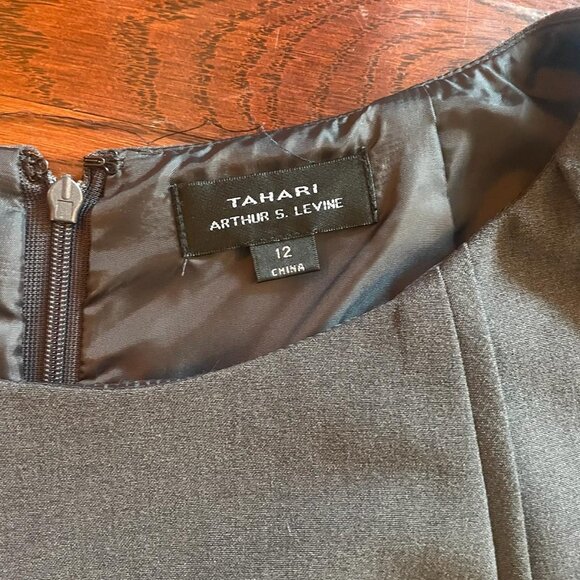 TAHARI
ARTHUR S. LEVINE
12
CHINA